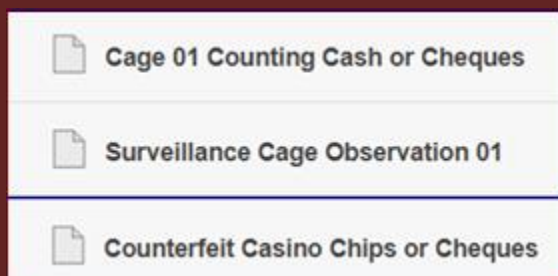 Cage 01 Counting Cash or Cheques
Surveillance Cage Observation 01
Counterfeit Casino Chips or Cheques